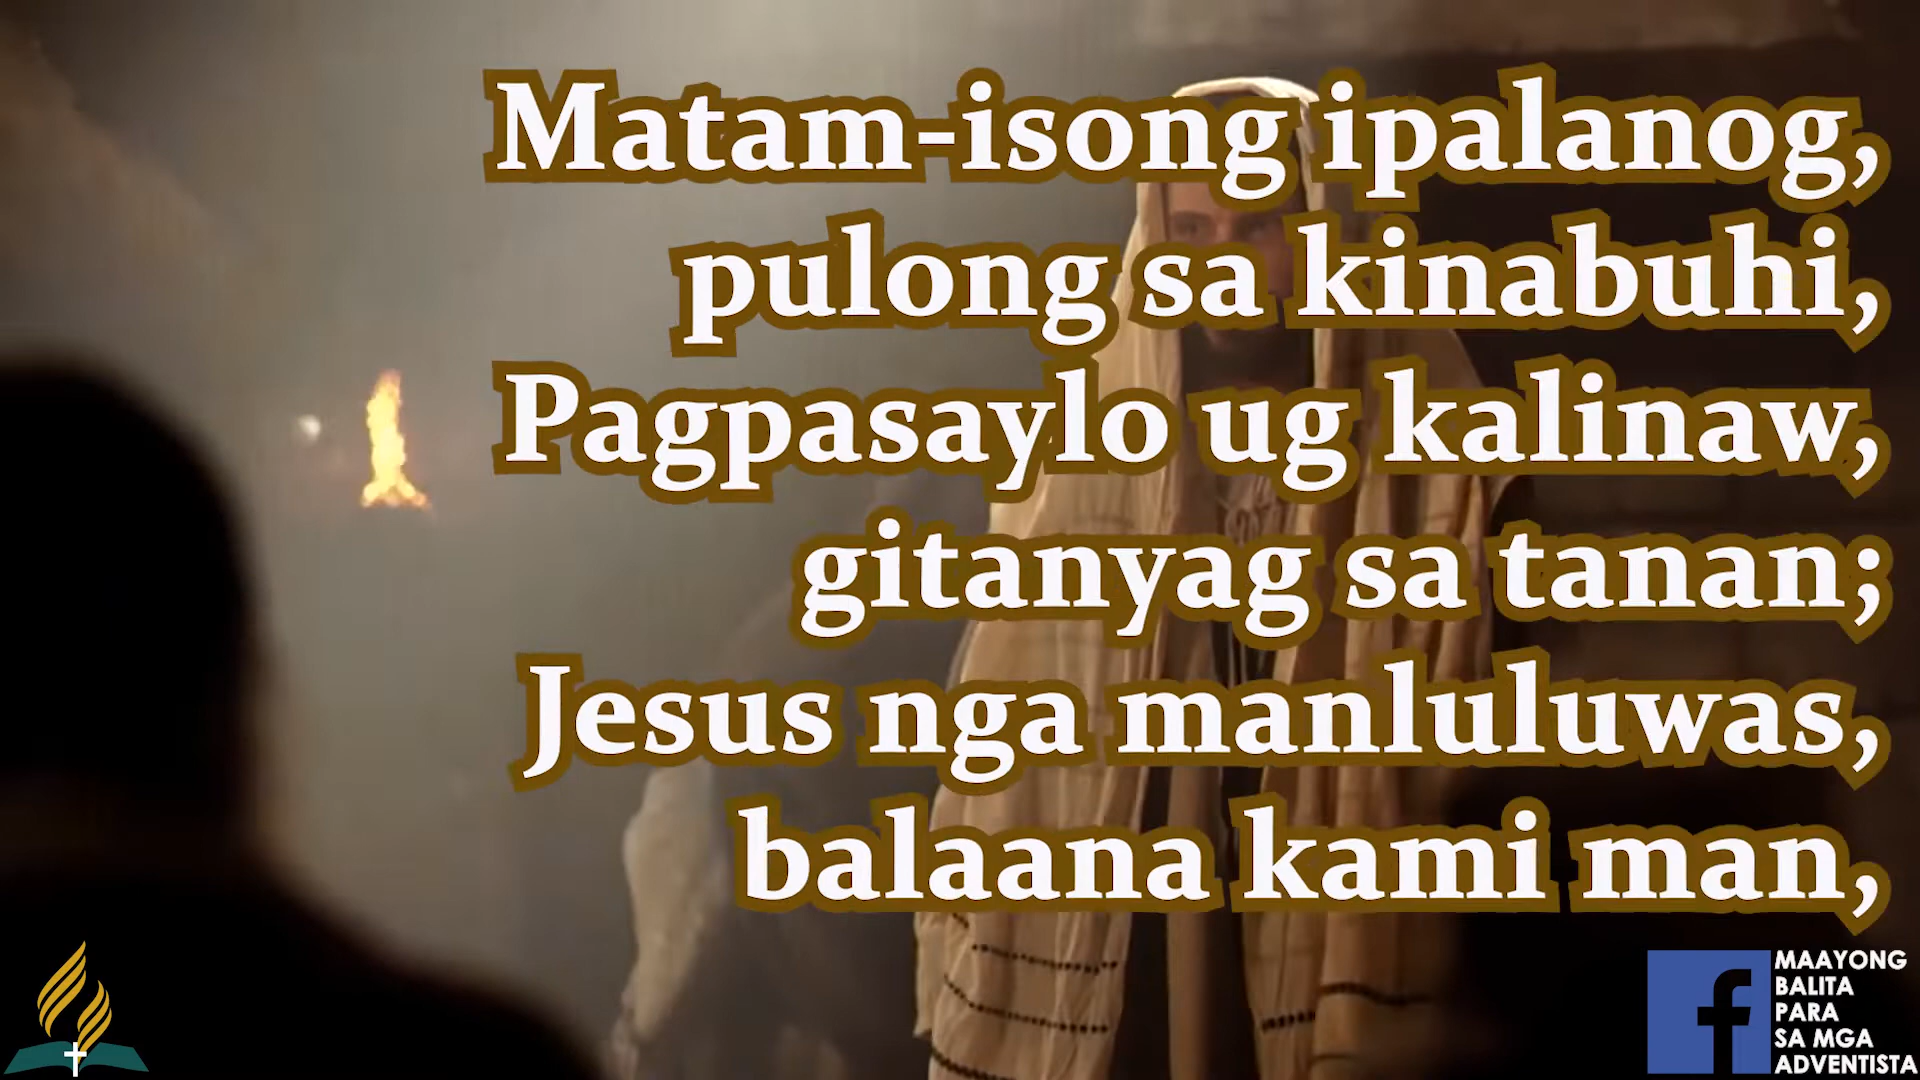 Matam-isong ipalanog,
pulong sa kinabuhi,
Pagpasaylo ug kalinaw,
gitanyag sa tanan;
Jesus nga manluluwas,
balaana kami man,
f
MAAYONG
BALITA
PARA
SA MGA
ADVENTISTA